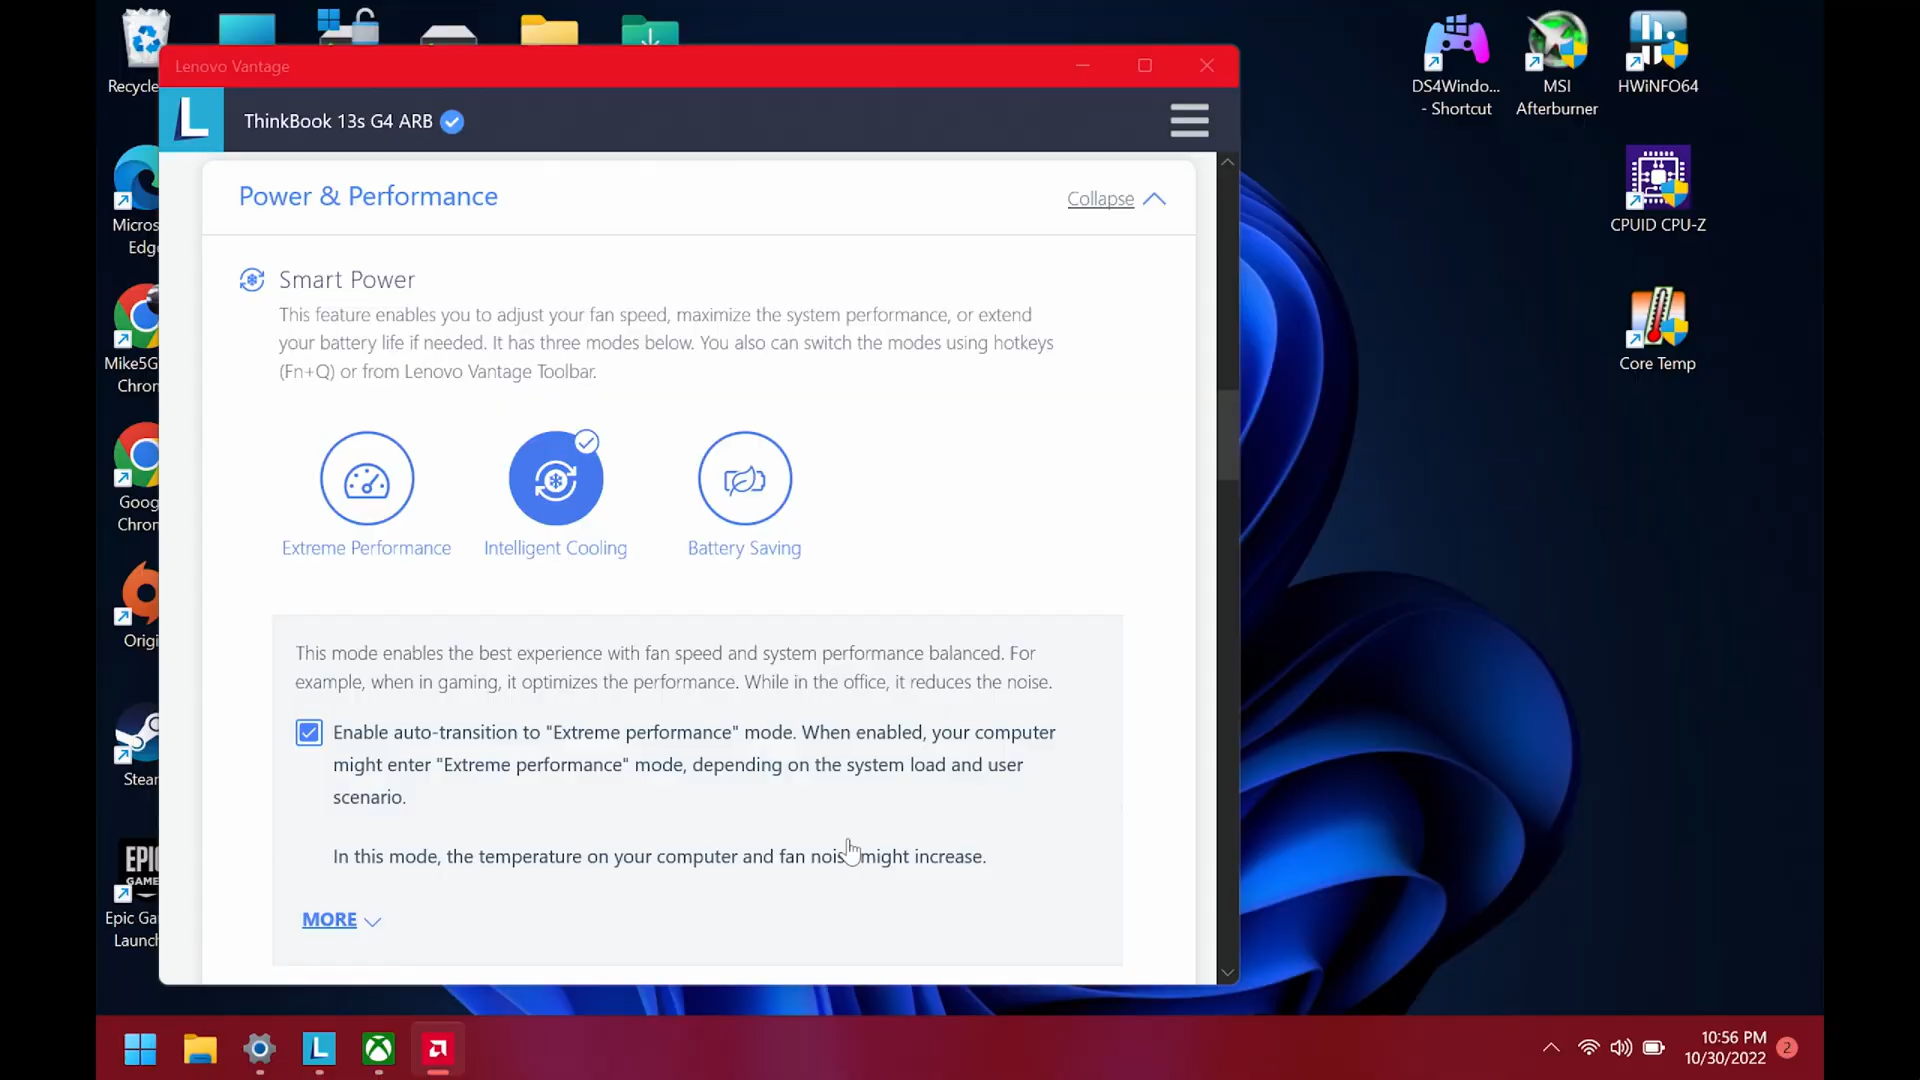 Recycle
Lenovo Vantage
ThinkBook 13s G4 ARB
Power & Performance
Collapse
Smart Power
This feature enables you to adjust your fan speed, maximize the system performance, or extend
your battery life if needed. It has three modes below. You also can switch the modes using hotkeys
(Fn+Q) or from Lenovo Vantage Toolbar.
Extreme Performance
Intelligent Cooling
Battery Saving
This mode enables the best experience with fan speed and system performance balanced. For
example, when in gaming, it optimizes the performance. While in the office, it reduces the noise.
Enable auto-transition to "Extreme performance" mode. When enabled, your computer
might enter "Extreme performance" mode, depending on the system load and user
scenario.
In this mode, the temperature on your computer and fan noise might increase.
MORE
Micros
Edg
Mike5G
Chron
Goog
Chron
Origi
Stea
EPIC
GAME
Epic Ga
Launch
DS4Windo...
- Shortcut
MSI
Afterburner
HWiNFO64
CPUID CPU-Z
Core Temp
10:56 PM
10/30/2022
2